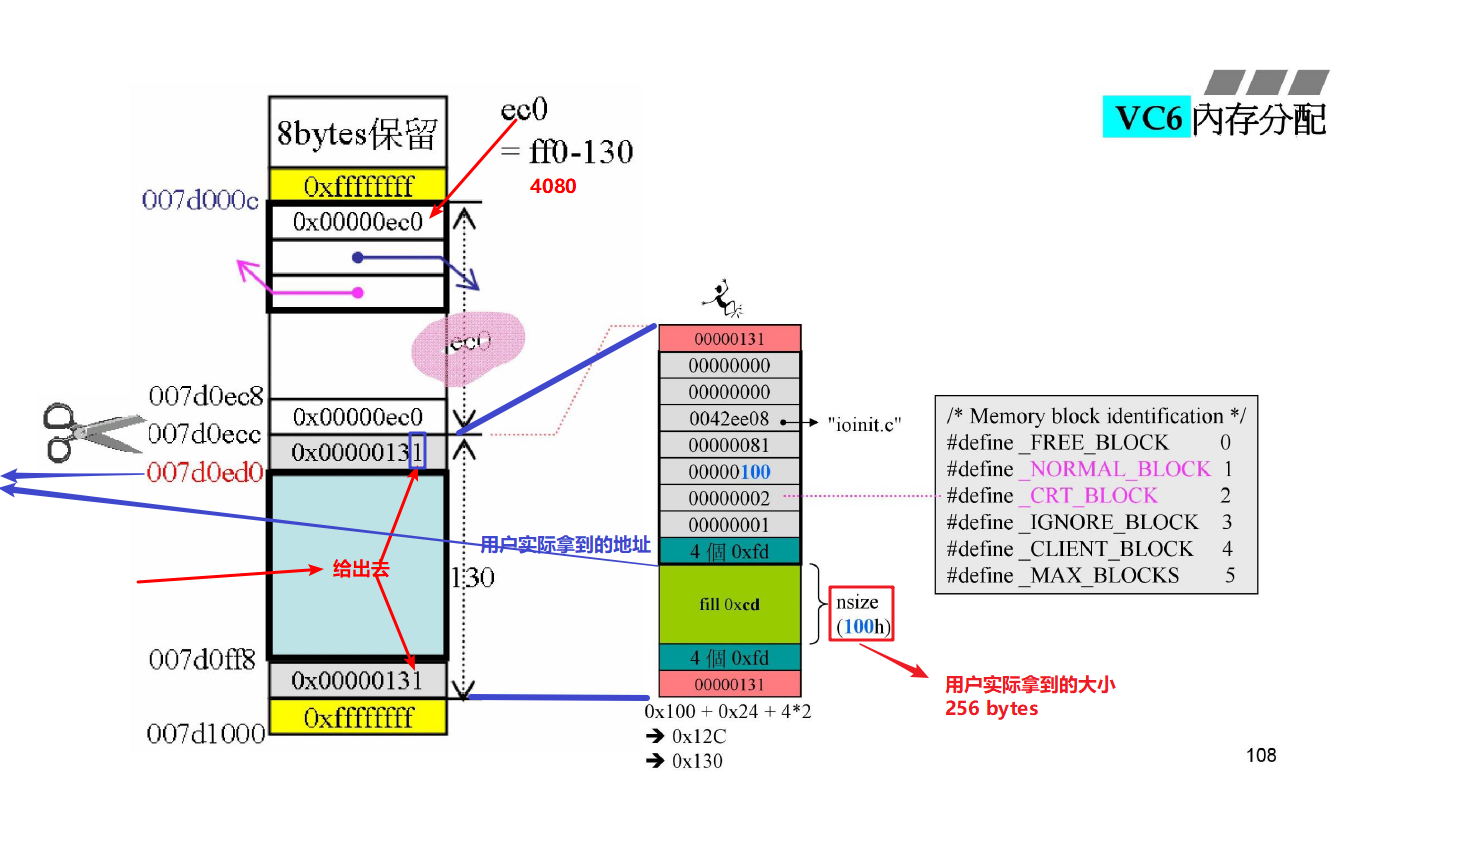 VC6 內存分配
8bytes保留
0xffffffff
ec0
= ff0-130
4080
007d000c
0x00000ec0
ec0
007d0ec8
0x00000ec0
007d0ecc
0x00000131
007d0ed0
给出去
130
007d0ff8
0x00000131
0xffffffff
007d1000
用户实际拿到的地址
00000131
00000000
00000000
0042ee08
"ioinit.c"
00000081
00000100
00000002
00000001
4 個 0xfd
fill 0xcd
nsize
(100h)
4 個 0xfd
00000131
0x100 + 0x24 + 4*2
➔ 0x12C
➔ 0x130
/* Memory block identification */
#define _FREE_BLOCK 0
#define _NORMAL_BLOCK 1
#define _CRT_BLOCK 2
#define _IGNORE_BLOCK 3
#define _CLIENT_BLOCK 4
#define _MAX_BLOCKS 5
用户实际拿到的大小
256 bytes
108